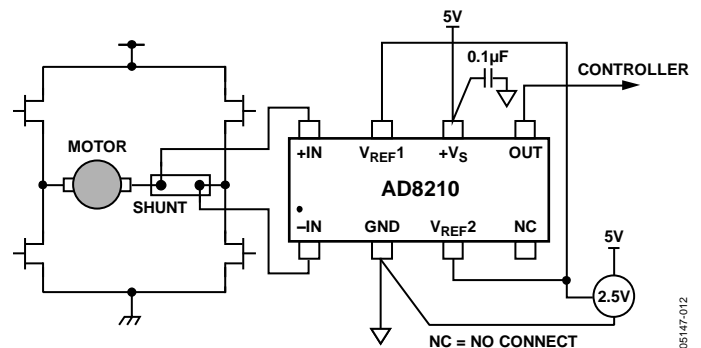 5V
0.1µF
CONTROLLER
MOTOR
SHUNT
+IN
VREF1
+VS
OUT
AD8210
–IN
GND
VREF2
NC
5V
2.5V
NC = NO CONNECT
05147-012